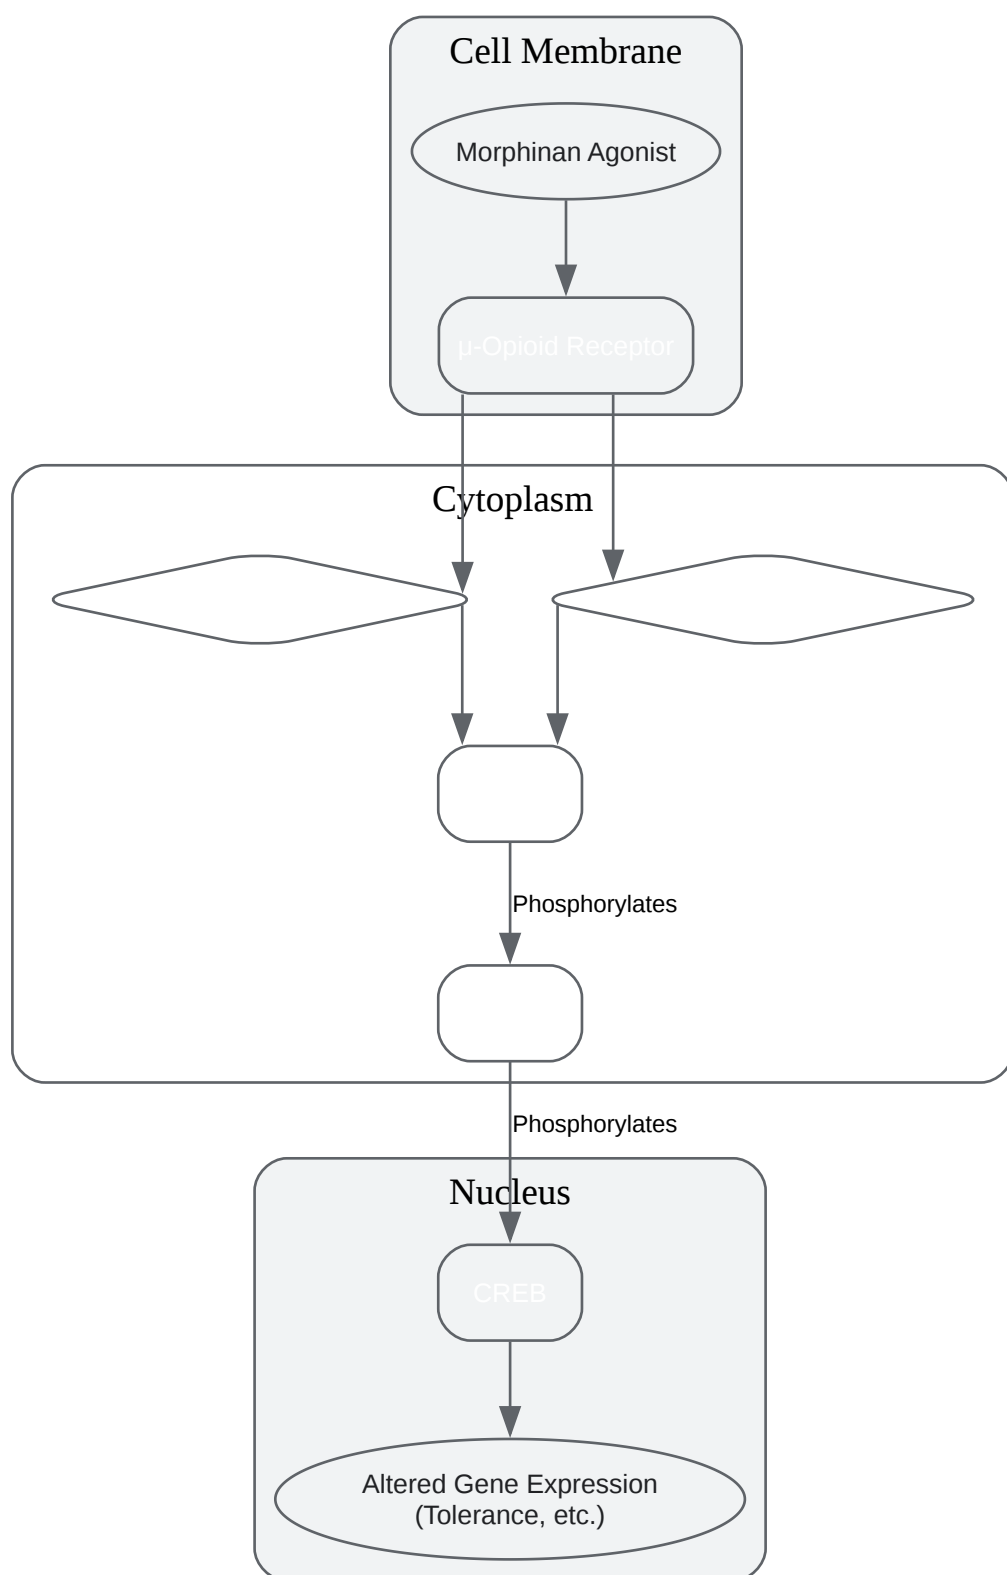 Cell Membrane
Morphinan Agonist
μ-Opioid Receptor
Cytoplasm
Phosphorylates
Phosphorylates
Nucleus
CREB
Altered Gene Expression
(Tolerance, etc.)